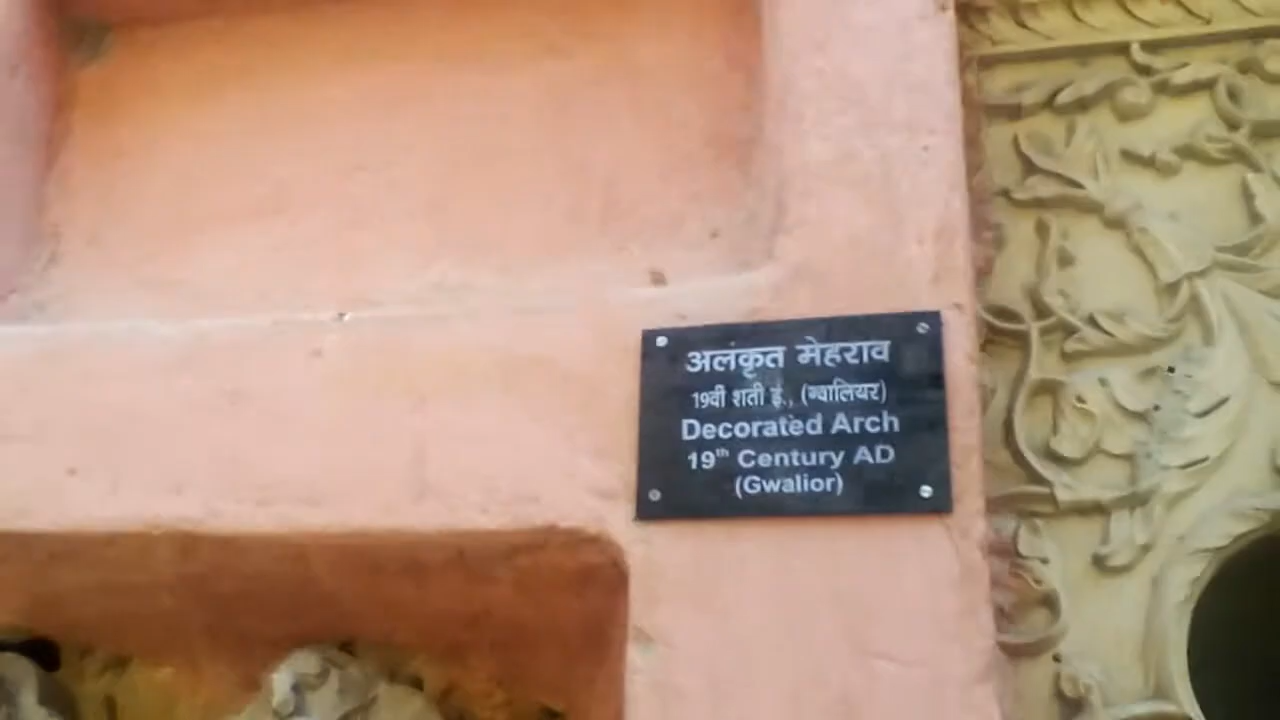 अलंकृत मेहराव
19वी शती ई., (ग्वालियर)
Decorated Arch
19th Century AD
(Gwalior)